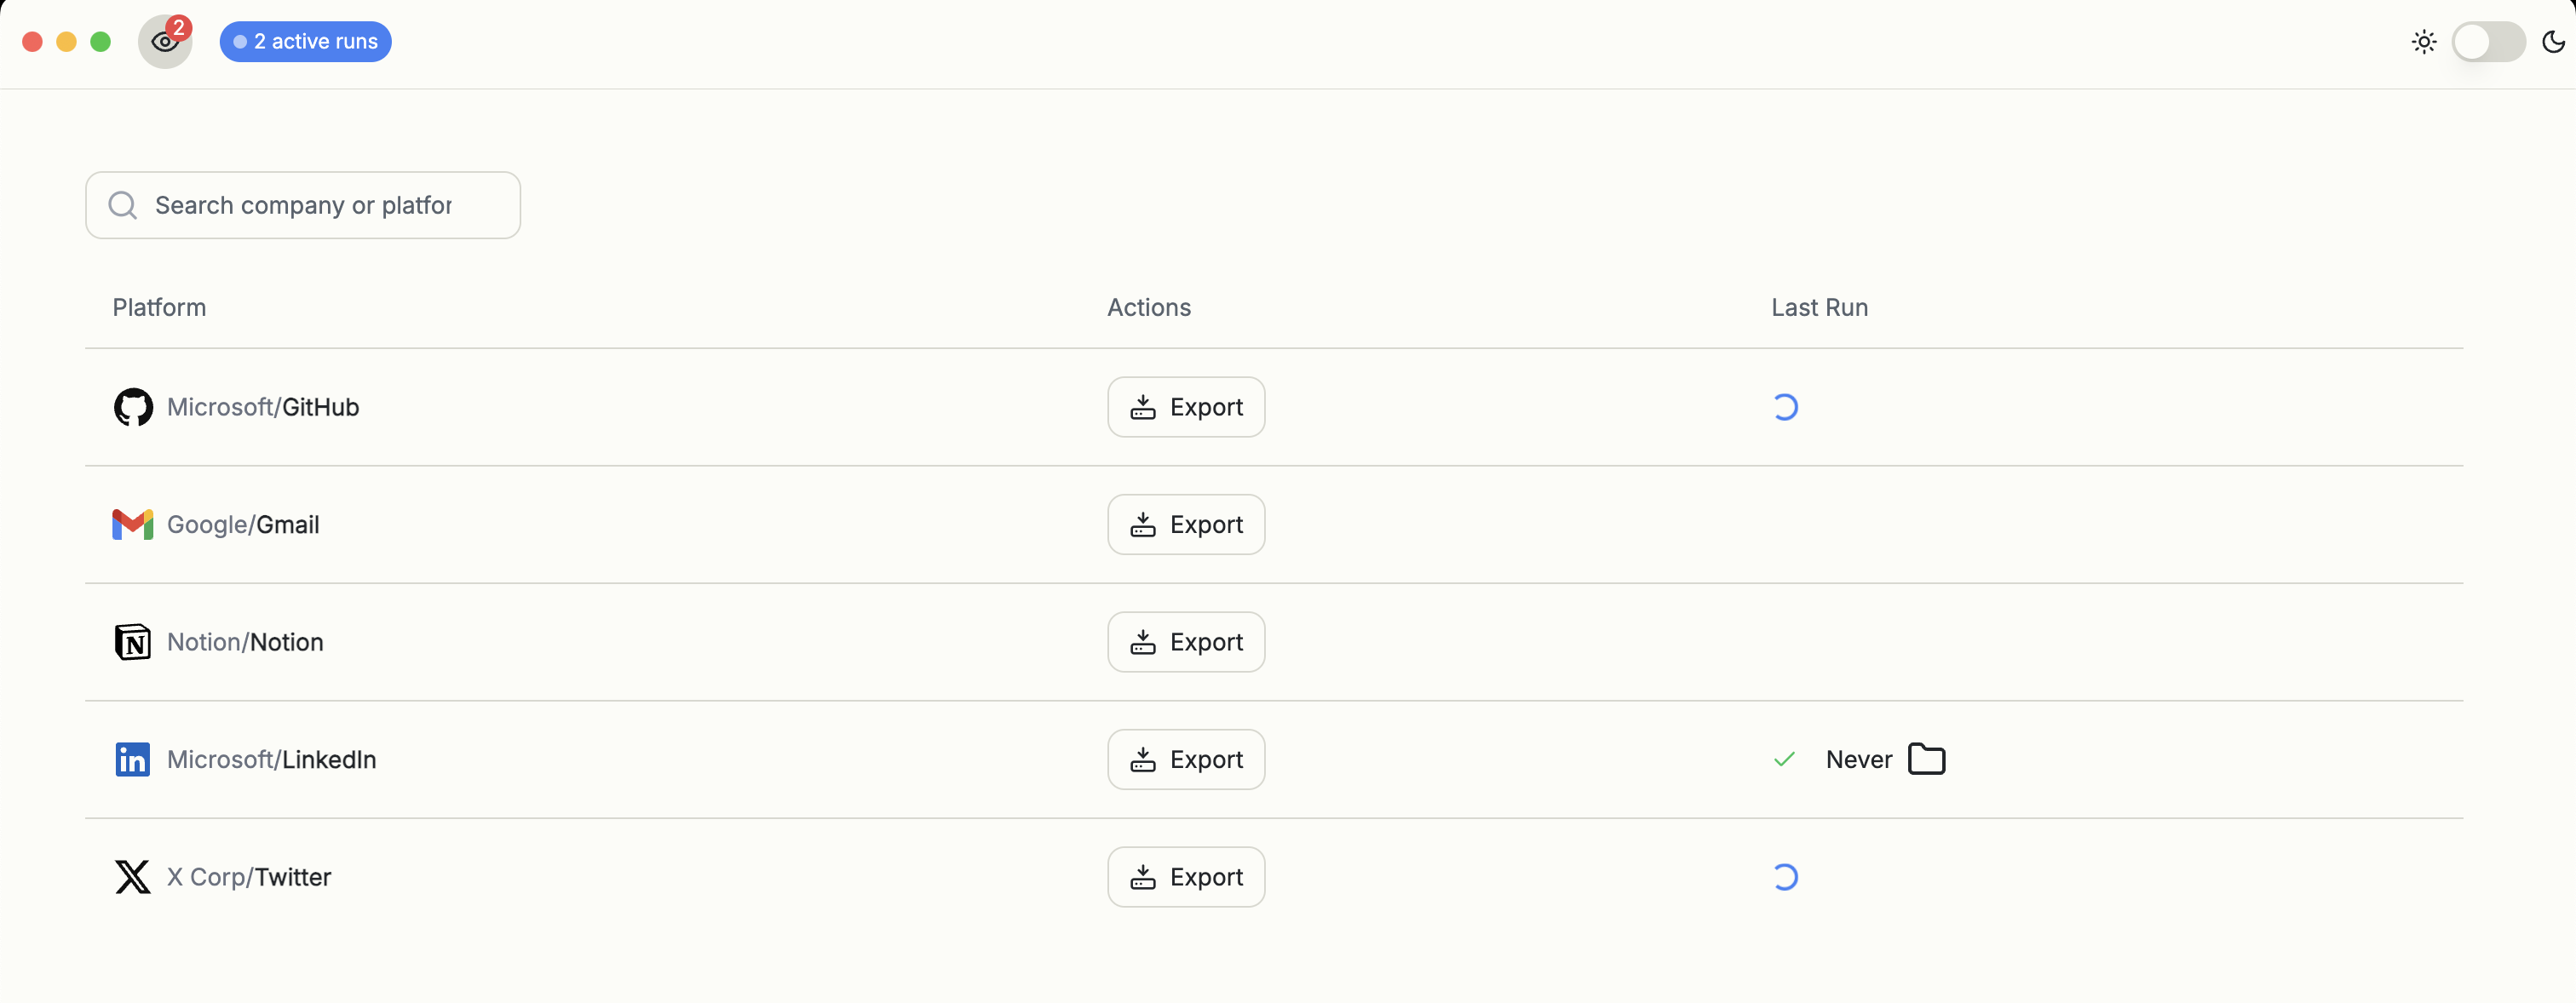 2
2 active runs
Search company or platfor
Platform Actions Last Run
Microsoft/GitHub Export
Google/Gmail Export
N Notion/Notion Export
in Microsoft/LinkedIn Export Never
X X Corp/Twitter Export